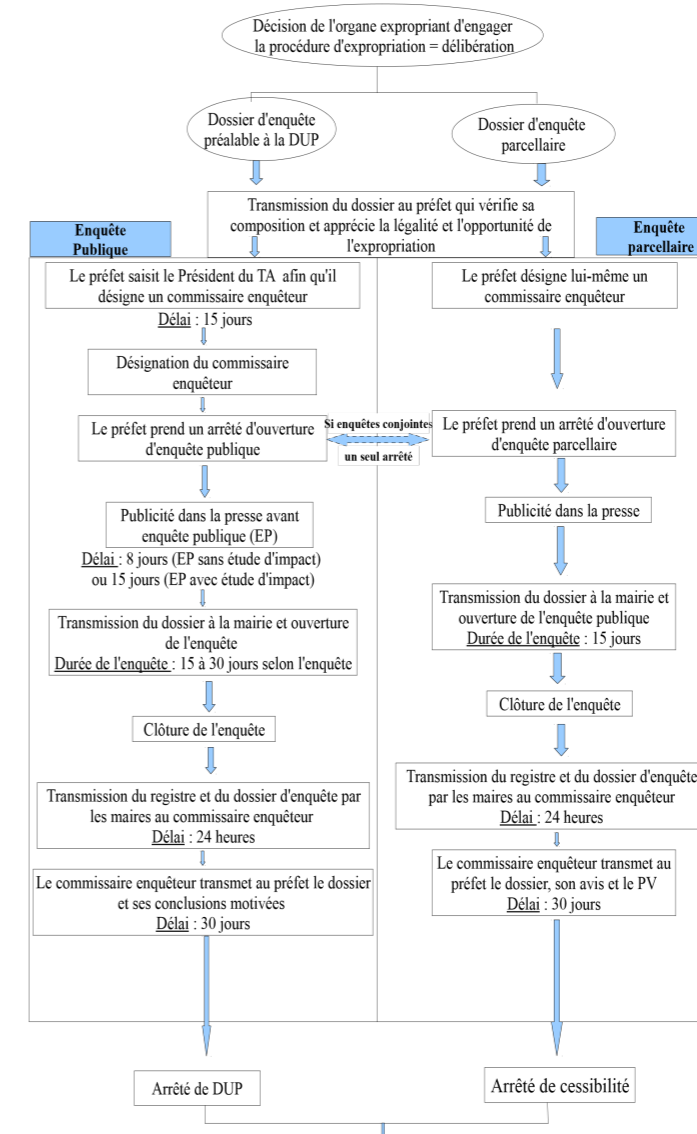 Décision de l'organe expropriant d'engager
la procédure d'expropriation = délibération
Dossier d'enquête
préalable à la DUP
Dossier d'enquête
parcellaire
Transmission du dossier au préfet qui vérifie sa
composition et apprécie la légalité et l'opportunité de
l'expropriation
Enquête
Publique
Enquête
parcellaire
Le préfet saisit le Président du TA afin qu'il
désigne un commissaire enquêteur
Délai : 15 jours
Désignation du commissaire
enquêteur
Le préfet prend un arrêté d'ouverture
d'enquête publique
Publicité dans la presse avant
enquête publique (EP)
Délai : 8 jours (EP sans étude d'impact)
ou 15 jours (EP avec étude d'impact)
Transmission du dossier à la mairie et ouverture
de l'enquête
Durée de l'enquête : 15 à 30 jours selon l'enquête
Clôture de l'enquête
Transmission du registre et du dossier d'enquête par
les maires au commissaire enquêteur
Délai : 24 heures
Le commissaire enquêteur transmet au préfet le dossier
et ses conclusions motivées
Délai : 30 jours
Arrêté de DUP
Si enquêtes conjointes
un seul arrêté
Le préfet désigne lui-même un
commissaire enquêteur
Le préfet prend un arrêté d'ouverture
d'enquête parcellaire
Publicité dans la presse
Transmission du dossier à la mairie et
ouverture de l'enquête publique
Durée de l'enquête : 15 jours
Clôture de l'enquête
Transmission du registre et du dossier d'enquête
par les maires au commissaire enquêteur
Délai : 24 heures
Le commissaire enquêteur transmet au
préfet le dossier, son avis et le PV
Délai : 30 jours
Arrêté de cessibilité